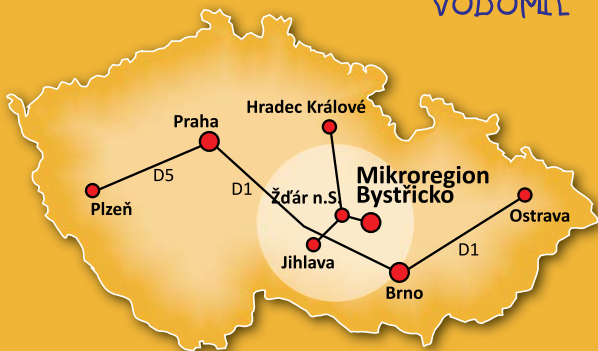 VODOMIL
Hradec Králové
Praha
D5
D1
Mikroregion
Bystřicko
Žďár n.S.
Plzeň
Ostrava
D1
Jihlava
Brno